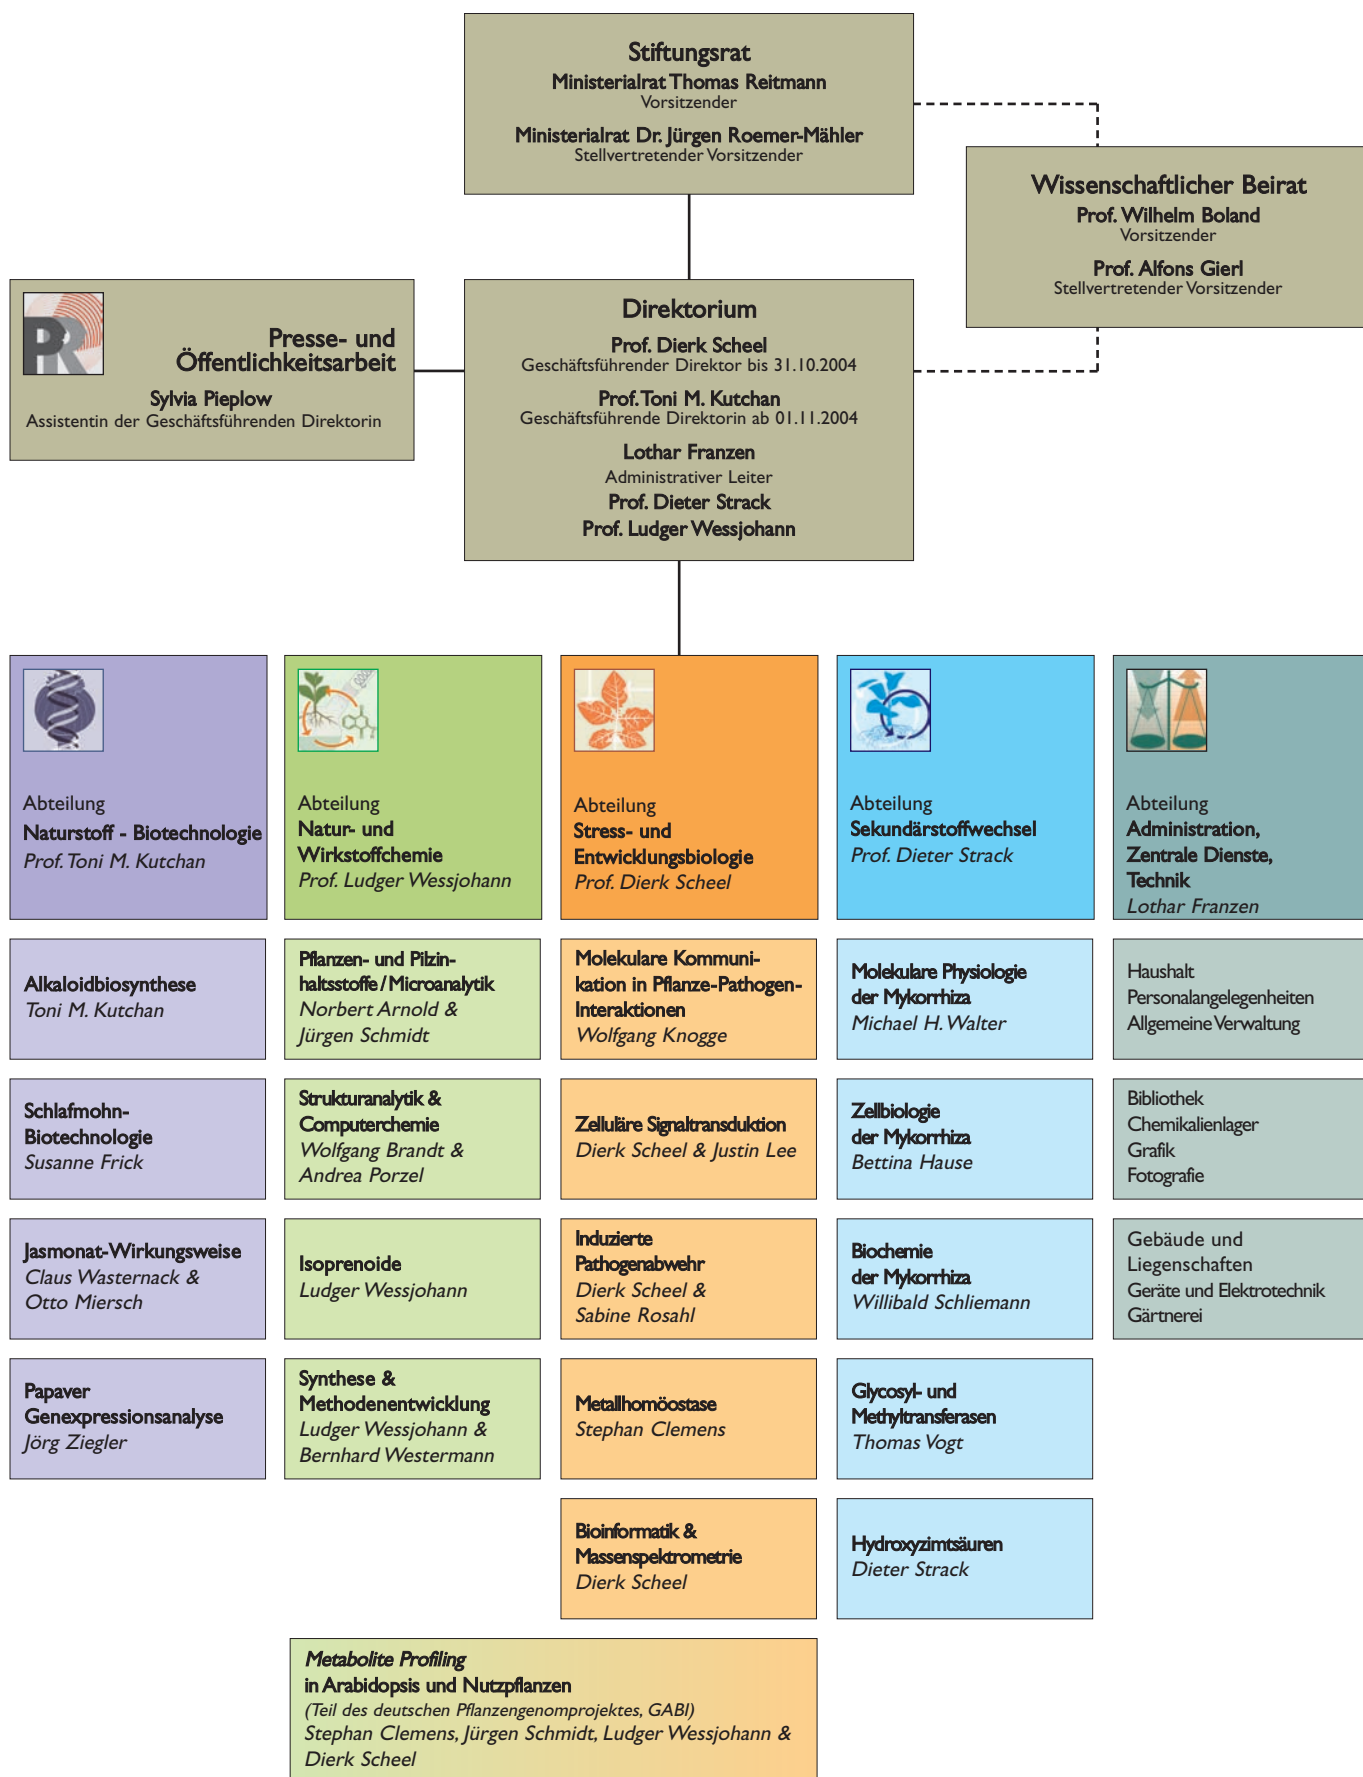 Stiftungsrat
Ministerialrat Thomas Reitmann
Vorsitzender
Ministerialrat Dr. Jürgen Roemer-Mähler
Stellvertretender Vorsitzender
Wissenschaftlicher Beirat
Prof. Wilhelm Boland
Vorsitzender
Prof. Alfons Gierl
Stellvertretender Vorsitzender
PR
Presse- und
Öffentlichkeitsarbeit
Sylvia Pieplow
Assistentin der Geschäftsführenden Direktorin
Direktorium
Prof. Dierk Scheel
Geschäftsführender Direktor bis 31.10.2004
Prof. Toni M. Kutchan
Geschäftsführende Direktorin ab 01.11.2004
Lothar Franzen
Administrativer Leiter
Prof. Dieter Strack
Prof. Ludger Wessjohann
Abteilung
Naturstoff - Biotechnologie
Prof. Toni M. Kutchan
Alkaloidbiosynthese
Toni M. Kutchan
Schlafmohn-
Biotechnologie
Susanne Frick
Jasmonat-Wirkungsweise
Claus Wasternack &
Otto Miersch
Papaver
Genexpressionsanalyse
Jörg Ziegler
Abteilung
Natur- und
Wirkstoffchemie
Prof. Ludger Wessjohann
Pflanzen- und Pilzin-
haltsstoffe / Microanalytik
Norbert Arnold &
Jürgen Schmidt
Strukturanalytik &
Computerchemie
Wolfgang Brandt &
Andrea Porzel
Isoprenoide
Ludger Wessjohann
Synthese &
Methodenentwicklung
Ludger Wessjohann &
Bernhard Westermann
Abteilung
Stress- und
Entwicklungsbiologie
Prof. Dierk Scheel
Molekulare Kommuni-
kation in Pflanze-Pathogen-
Interaktionen
Wolfgang Knogge
Zelluläre Signaltransduktion
Dierk Scheel & Justin Lee
Induzierte
Pathogenabwehr
Dierk Scheel &
Sabine Rosahl
Metallhomöostase
Stephan Clemens
Bioinformatik &
Massenspektrometrie
Dierk Scheel
Abteilung
Sekundärstoffwechsel
Prof. Dieter Strack
Molekulare Physiologie
der Mykorrhiza
Michael H. Walter
Zellbiologie
der Mykorrhiza
Bettina Hause
Biochemie
der Mykorrhiza
Willibald Schliemann
Glycosyl- und
Methyltransferasen
Thomas Vogt
Hydroxyzimtsäuren
Dieter Strack
Abteilung
Administration,
Zentrale Dienste,
Technik
Lothar Franzen
Haushalt
Personalangelegenheiten
Allgemeine Verwaltung
Bibliothek
Chemikalienlager
Grafik
Fotografie
Gebäude und
Liegenschaften
Geräte und Elektrotechnik
Gärtnerei
Metabolite Profiling
in Arabidopsis und Nutzpflanzen
(Teil des deutschen Pflanzengenomprojektes, GABI)
Stephan Clemens, Jürgen Schmidt, Ludger Wessjohann &
Dierk Scheel